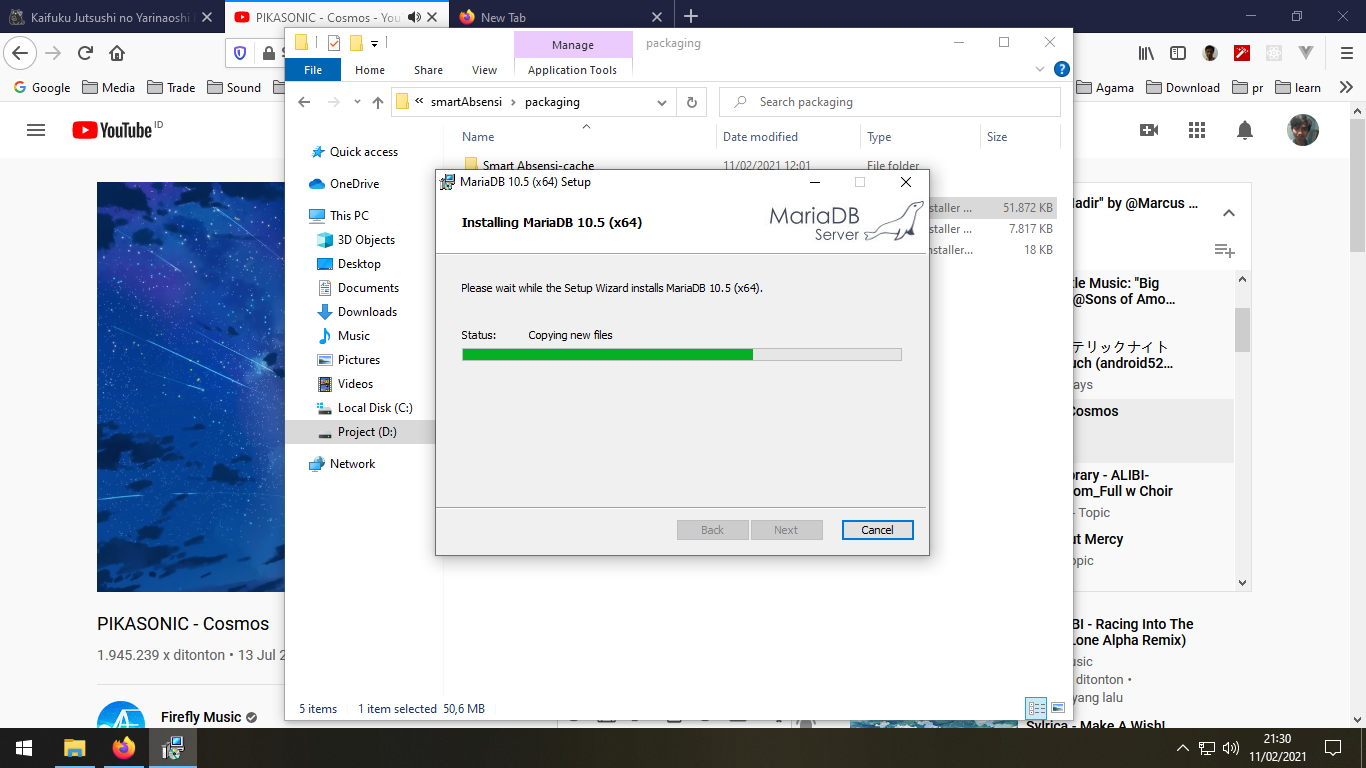 Kaifuku Jutsushi no Yarinaoshi
PIKASONIC - Cosmos - You
New Tab
Manage
packaging
File
Home
Share
View
Application Tools
Google
Media
Trade
Sound
Agama
Download
pr
learn
smartAbsensi
packaging
Search packaging
YouTube ID
Name
Date modified
Type
Size
Quick access
Smart Absensi-cache
11/02/2021 12:01
File folder
OneDrive
This PC
3D Objects
Desktop
Documents
Downloads
Music
Pictures
Videos
Local Disk (C:)
Project (D:)
Network
MariaDB 10.5 (x64) Setup
Installing MariaDB 10.5 (x64)
MariaDB
Server
Please wait while the Setup Wizard installs MariaDB 10.5 (x64).
Status:
Copying new files
Back
Next
Cancel
staller ...
51.872 KB
staller ...
7.817 KB
nstaller...
18 KB
adir" by @Marcus ...
tle Music: "Big
@Sons of Amo...
テリックナイト
uch (android52...
ays
Cosmos
rary - ALIBI-
om_Full w Choir
- Topic
ut Mercy
opic
PIKASONIC - Cosmos
1.945.239 x ditonton • 13 Jul 2
Firefly Music
BI - Racing Into The
Lone Alpha Remix)
usic
ditonton •
yang lalu
Sylrica - Make A Wish!
5 items
1 item selected
50,6 MB
21:30
11/02/2021